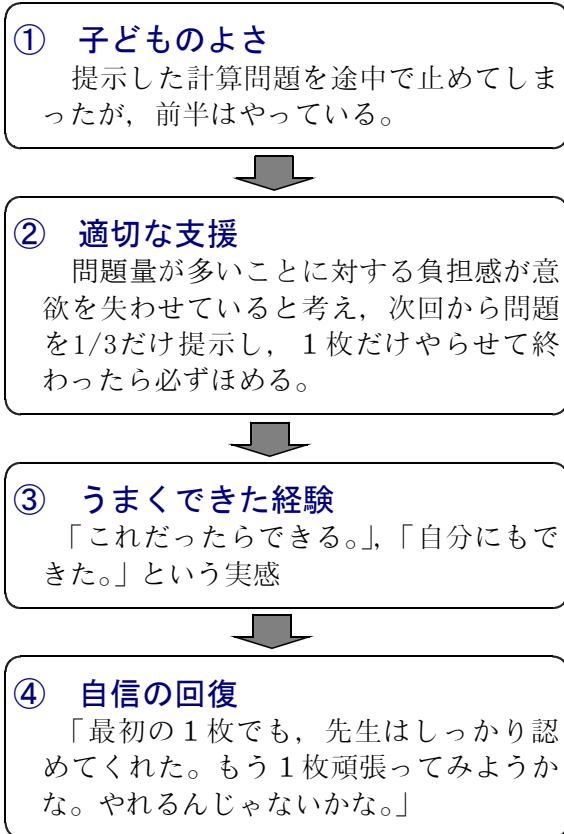 ① 子どものよさ
提示した計算問題を途中で止めてしま
ったが，前半はやっている。
② 適切な支援
問題量が多いことに対する負担感が意
欲を失わせていると考え，次回から問題
を1/3だけ提示し，１枚だけやらせて終
わったら必ずほめる。
③ うまくできた経験
「これだったらできる。」，「自分にもで
きた。」という実感
④ 自信の回復
「最初の１枚でも，先生はしっかり認
めてくれた。もう１枚頑張ってみようか
な。やれるんじゃないかな。」